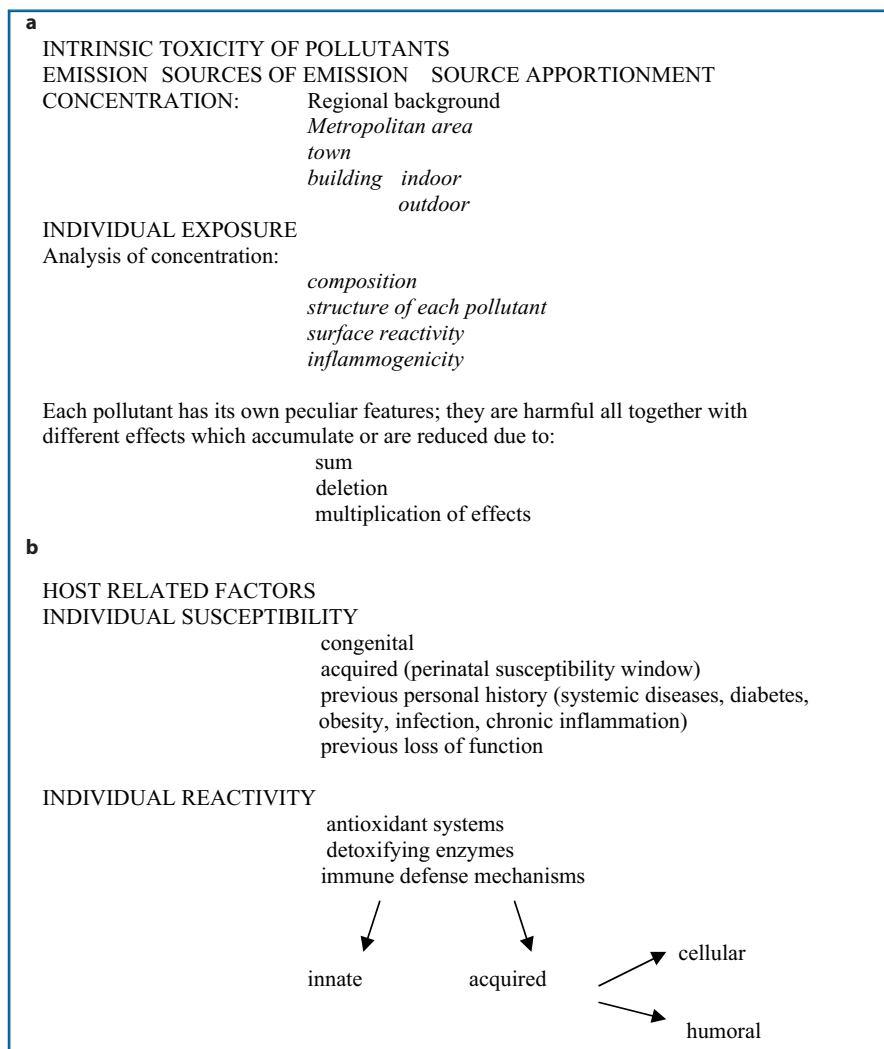 a
INTRINSIC TOXICITY OF POLLUTANTS
EMISSION SOURCES OF EMISSION SOURCE APPORTIONMENT
CONCENTRATION: Regional background
Metropolitan area
town
building indoor
outdoor
INDIVIDUAL EXPOSURE
Analysis of concentration:
composition
structure of each pollutant
surface reactivity
inflammogenicity
Each pollutant has its own peculiar features; they are harmful all together with
different effects which accumulate or are reduced due to:
sum
deletion
multiplication of effects
b
HOST RELATED FACTORS
INDIVIDUAL SUSCEPTIBILITY
congenital
acquired (perinatal susceptibility window)
previous personal history (systemic diseases, diabetes,
obesity, infection, chronic inflammation)
previous loss of function
INDIVIDUAL REACTIVITY
antioxidant systems
detoxifying enzymes
immune defense mechanisms
innate acquired cellular
humoral